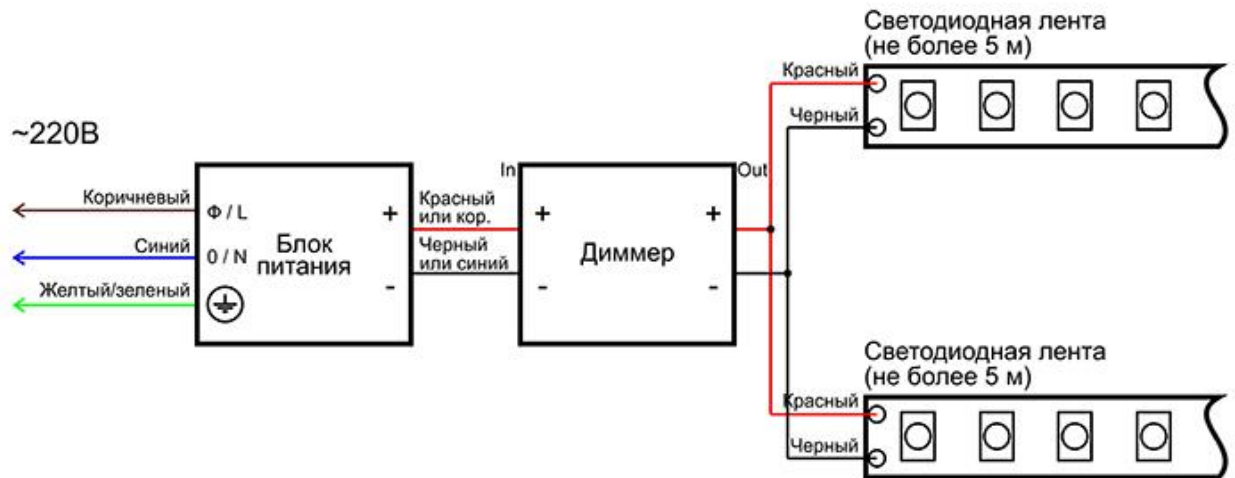 Светодиодная лента
(не более 5 м)
Красный
Черный
~220В
In
Out
Коричневый
Ф / L
+
Красный
или кор.
+
+
Синий
0 / N
Блок
питания
Черный
или синий
Диммер
Желтый/зеленый
-
-
-
Светодиодная лента
(не более 5 м)
Красный
Черный